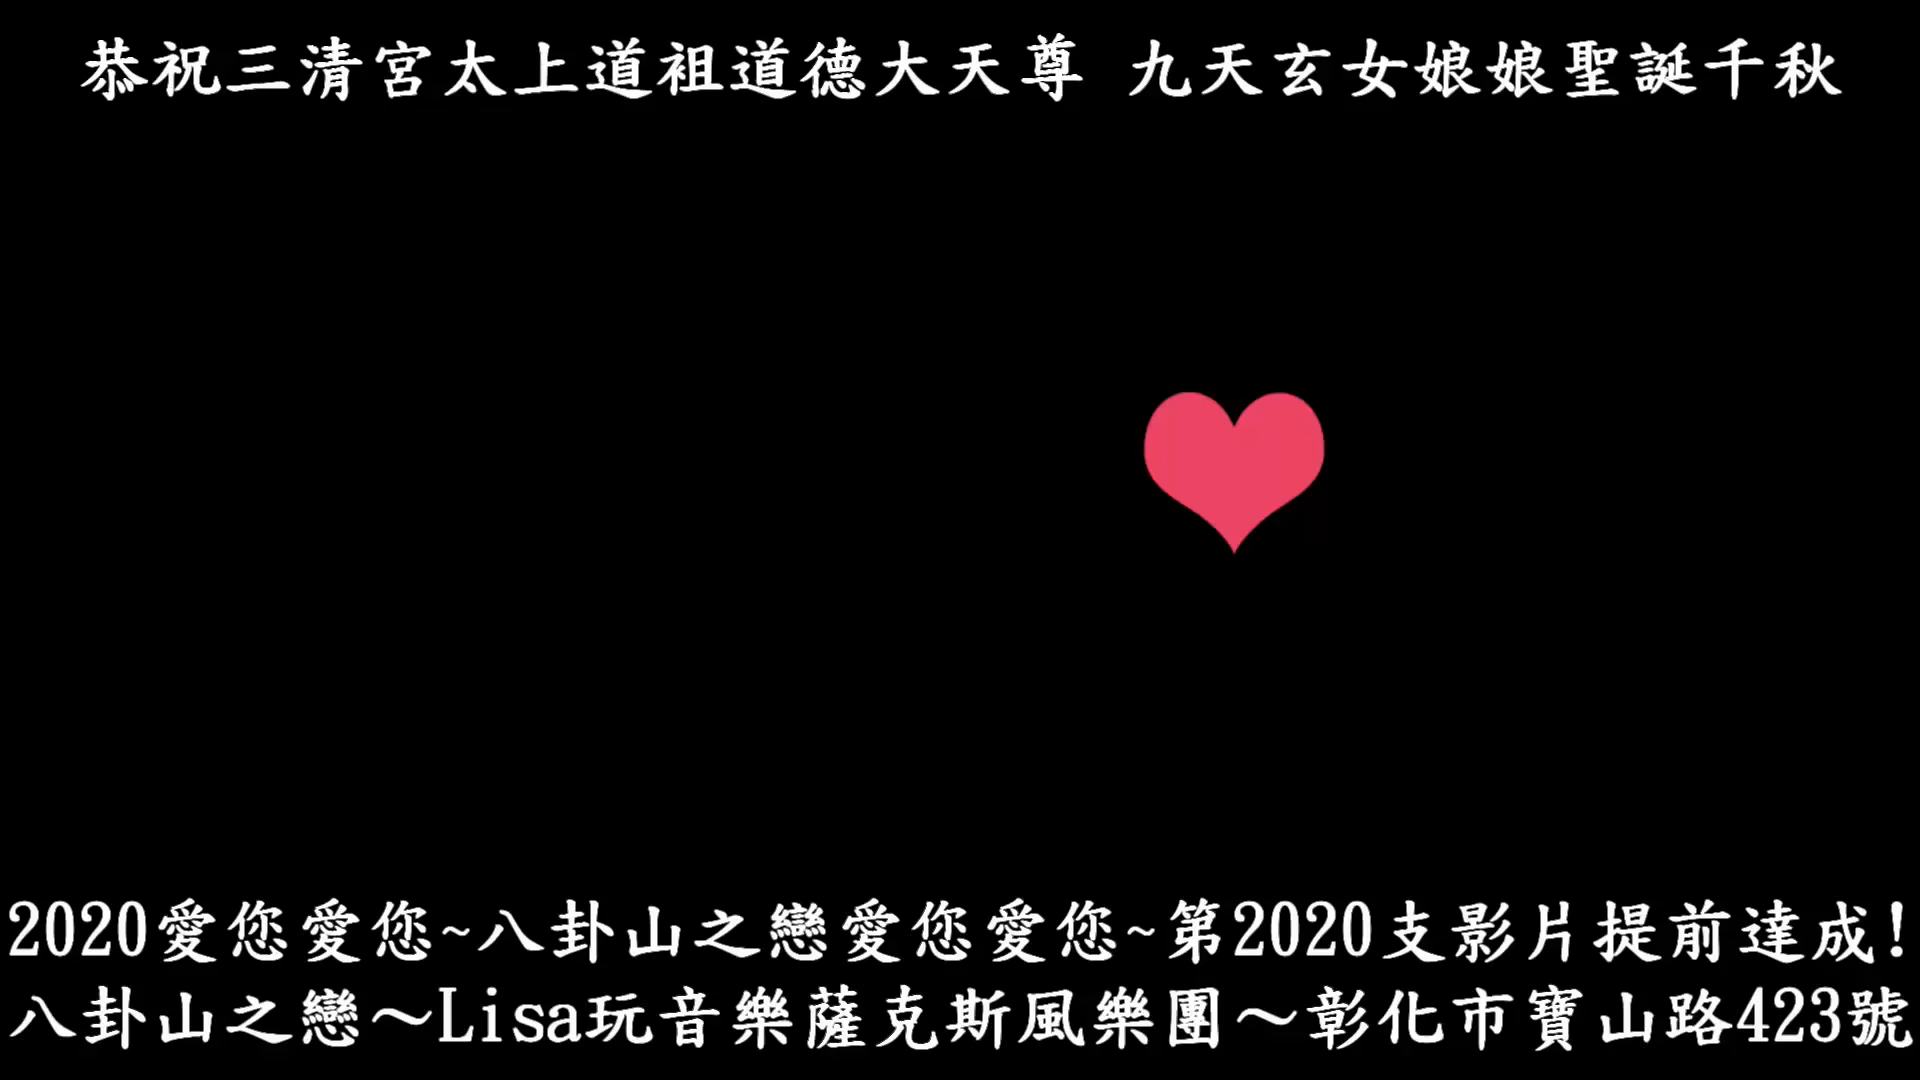 恭祝三清宮太上道祖道德大天尊 九天玄女娘娘聖誕千秋
2020愛您愛您~八卦山之戀愛您愛您~第2020支影片提前達成!
八卦山之戀～Lisa玩音樂薩克斯風樂團～彰化市寶山路423號